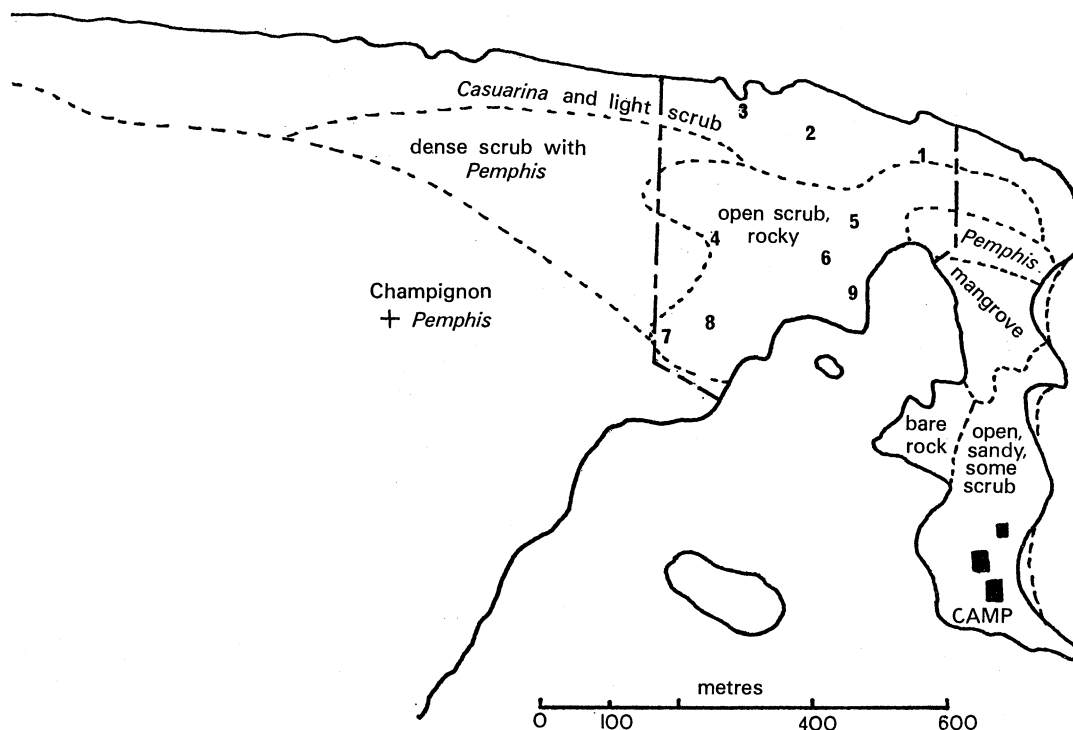 Casuarina and light scrub
3
2
1
dense scrub with
Pemphis
open scrub,
rocky
5
4
6
Pemphis
mangrove
9
8
7
Champignon
+ Pemphis
bare
rock
open,
sandy,
some
scrub
CAMP
metres
0 100 400 600